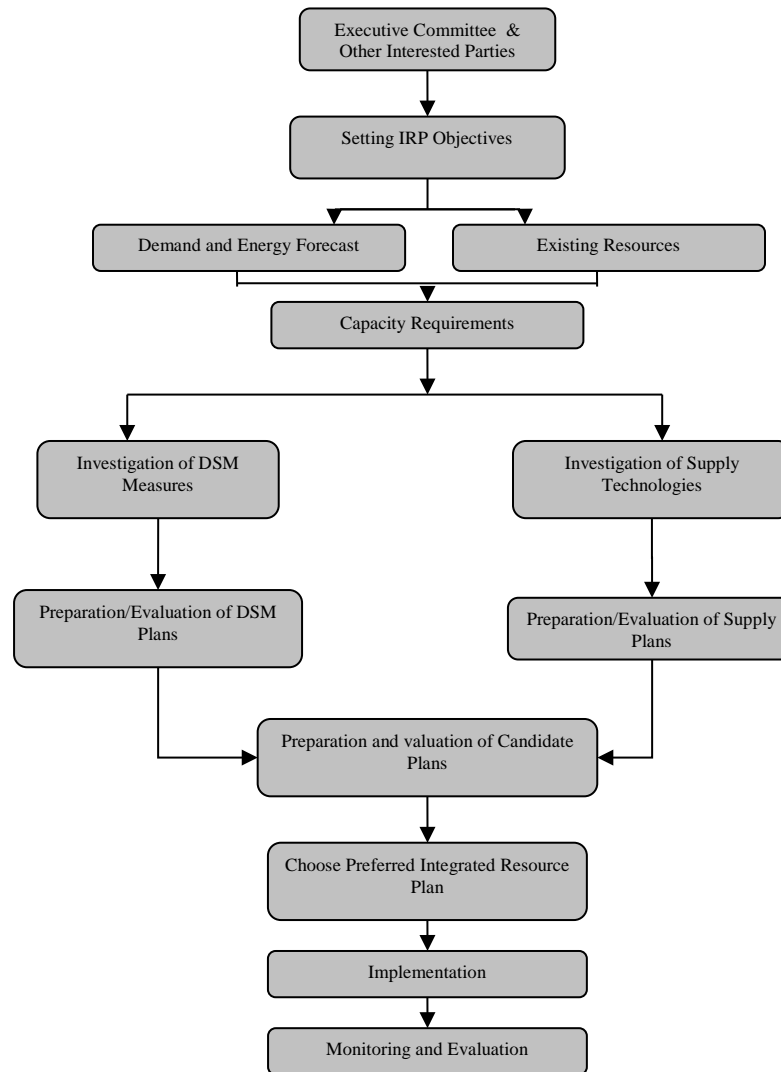 Executive Committee &
Other Interested Parties
Setting IRP Objectives
Demand and Energy Forecast
Existing Resources
Capacity Requirements
Investigation of DSM
Measures
Investigation of Supply
Technologies
Preparation/Evaluation of DSM
Plans
Preparation/Evaluation of Supply
Plans
Preparation and valuation of Candidate
Plans
Choose Preferred Integrated Resource
Plan
Implementation
Monitoring and Evaluation